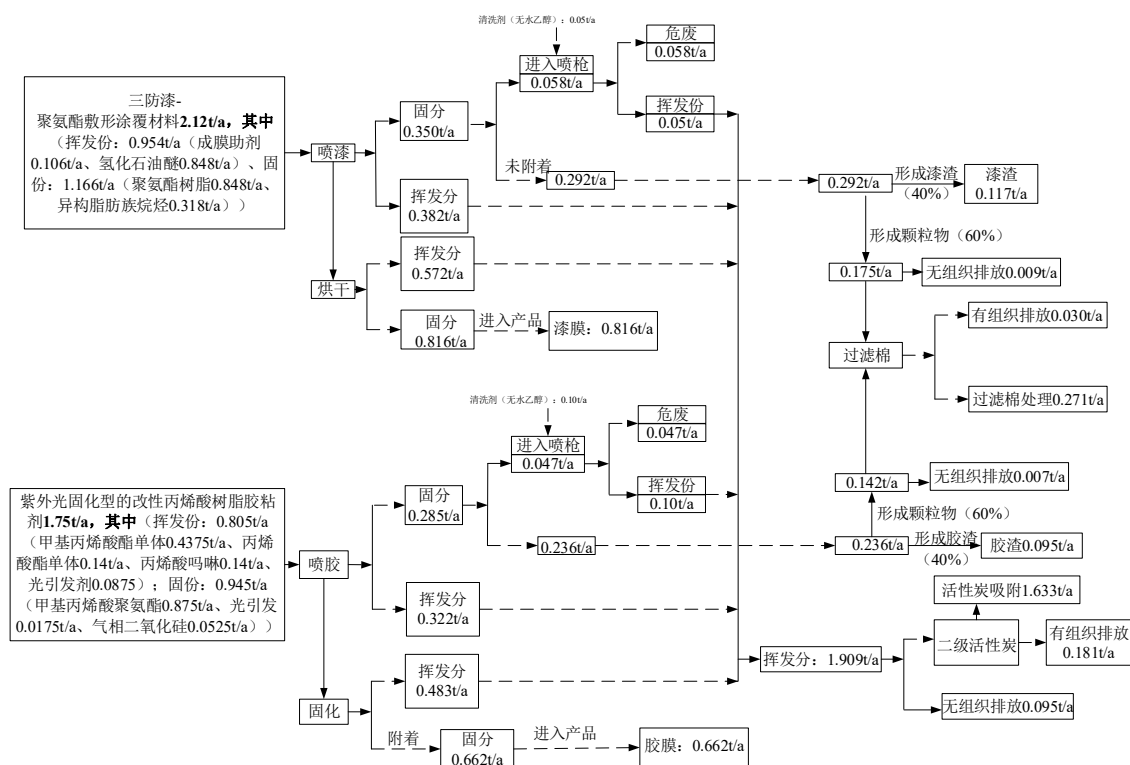 清洗剂（无水乙醇）：0.05t/a
进入喷枪
0.058t/a
危废
0.058t/a
挥发份
0.05t/a
三防漆-
聚氨酯敷形涂覆材料2.12t/a，其中
（挥发份：0.954t/a（成膜助剂
0.106t/a、氢化石油醚0.848t/a）、固
份：1.166t/a（聚氨酯树脂0.848t/a、
异构脂肪族烷烃0.318t/a））
喷漆
固分
0.350t/a
未附着
0.292t/a
0.292t/a
形成漆渣
（40%）
漆渣
0.117t/a
挥发分
0.382t/a
形成颗粒物（60%）
挥发分
0.572t/a
0.175t/a
无组织排放0.009t/a
烘干
固分
0.816t/a
进入产品
漆膜：0.816t/a
有组织排放0.030t/a
过滤棉
过滤棉处理0.271t/a
清洗剂（无水乙醇）：0.10t/a
进入喷枪
0.047t/a
危废
0.047t/a
挥发份
0.10t/a
0.142t/a
无组织排放0.007t/a
紫外光固化型的改性丙烯酸树脂胶粘
剂1.75t/a，其中（挥发份：0.805t/a
（甲基丙烯酸酯单体0.4375t/a、丙烯
酸酯单体0.14t/a、丙烯酸吗啉0.14t/a、
光引发剂0.0875）；固份：0.945t/a
（甲基丙烯酸聚氨酯0.875t/a、光引发
0.0175t/a、气相二氧化硅0.0525t/a））
喷胶
固分
0.285t/a
形成颗粒物（60%）
0.236t/a
0.236t/a
形成胶渣
（40%）
胶渣0.095t/a
挥发分
0.322t/a
活性炭吸附1.633t/a
挥发分：1.909t/a
二级活性炭
有组织排放
0.181t/a
挥发分
0.483t/a
无组织排放0.095t/a
固化
附着
固分
0.662t/a
进入产品
胶膜：0.662t/a